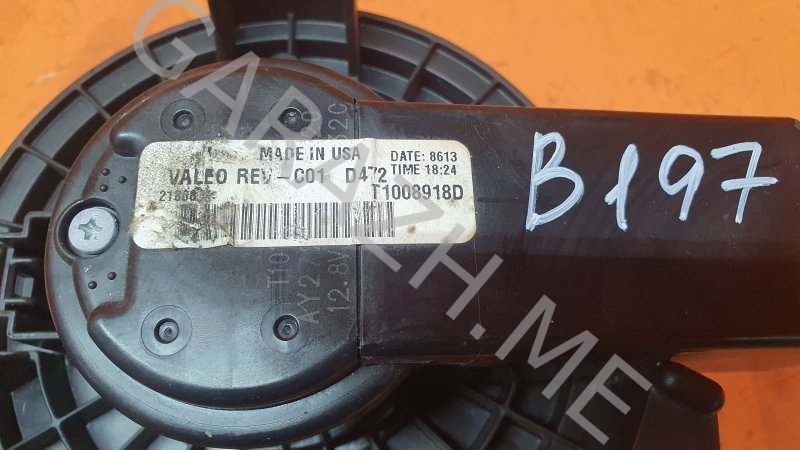 MADE IN USA DATE: 8613
VALEO REV-C01 D472 TIME 18:24
T1008918D
B197
GARAZH.ME